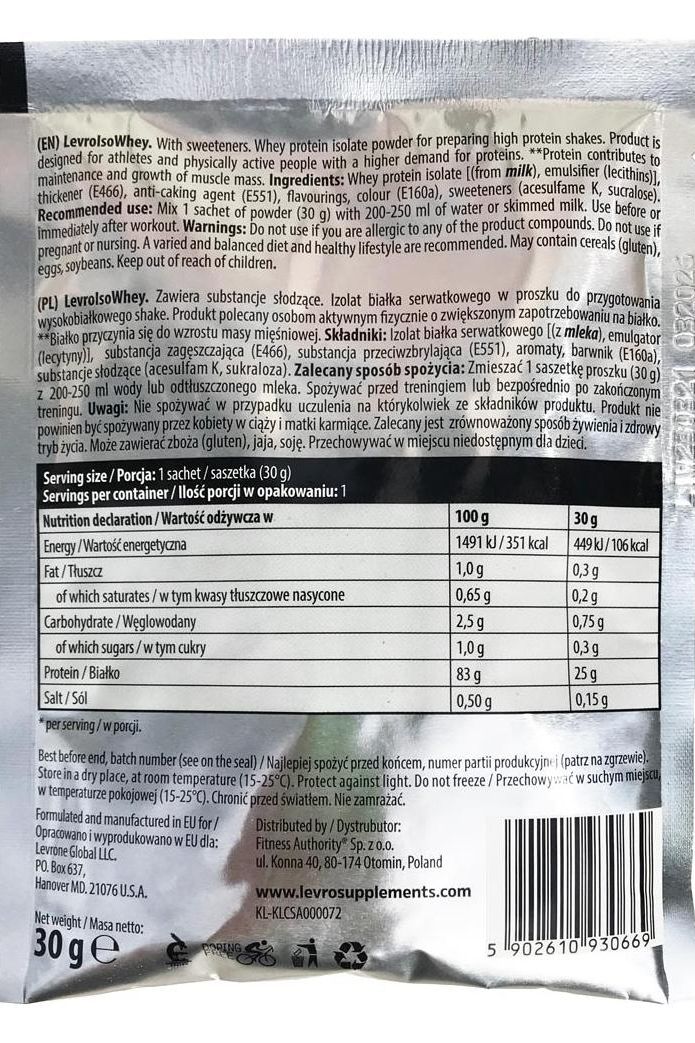 (EN) LevroIsoWhey. With sweeteners. Whey protein isolate powder for preparing high protein shakes. Product is
designed for athletes and physically active people with a higher demand for proteins. **Protein contributes to
maintenance and growth of muscle mass. Ingredients: Whey protein isolate [(from milk), emulsifier (lecithins)],
thickener (E466), anti-caking agent (E551), flavourings, colour (E160a), sweeteners (acesulfame K, sucralose).
Recommended use: Mix 1 sachet of powder (30 g) with 200-250 ml of water or skimmed milk. Use before or
immediately after workout. Warnings: Do not use if you are allergic to any of the product compounds. Do not use if
pregnant or nursing. A varied and balanced diet and healthy lifestyle are recommended. May contain cereals (gluten),
eggs, soybeans. Keep out of reach of children.
(PL) LevroIsoWhey. Zawiera substancje słodzące. Izolat białka serwatkowego w proszku do przygotowania
wysokobiałkowego shake. Produkt polecany osobom aktywnym fizycznie o zwiększonym zapotrzebowaniu na białko.
**Białko przyczynia się do wzrostu masy mięśniowej. Składniki: Izolat białka serwatkowego [(z mleka), emulgator
(lecytyny)], substancja zagęszczająca (E466), substancja przeciwzbrylająca (E551), aromaty, barwnik (E160a),
substancje słodzące (acesulfam K, sukraloza). Zalecany sposób spożycia: Zmieszać 1 saszetkę proszku (30 g)
z 200-250 ml wody lub odtłuszczonego mleka. Spożywać przed treningiem lub bezpośrednio po zakończonym
treningu. Uwagi: Nie spożywać w przypadku uczulenia na którykolwiek ze składników produktu. Produkt nie
powinien być spożywany przez kobiety w ciąży i matki karmiące. Zalecany jest zrównoważony sposób żywienia i zdrowy
tryb życia. Może zawierać zboża (gluten), jaja, soję. Przechowywać w miejscu niedostępnym dla dzieci.
Serving size / Porcja: 1 sachet / saszetka (30 g)
Servings per container / Ilość porcji w opakowaniu: 1
Nutrition declaration / Wartość odżywcza w 100 g 30 g
Energy / Wartość energetyczna 1491 kJ / 351 kcal 449 kJ / 106 kcal
Fat / Tłuszcz 1,0 g 0,3 g
of which saturates / w tym kwasy tłuszczowe nasycone 0,65 g 0,2 g
Carbohydrate / Węglowodany 2,5 g 0,75 g
of which sugars / w tym cukry 1,0 g 0,3 g
Protein / Białko 83 g 25 g
Salt / Sól 0,50 g 0,15 g
* per serving / w porcji.
Best before end, batch number (see on the seal) / Najlepiej spożyć przed końcem, numer partii produkcyjnej (patrz na zgrzewie).
Store in a dry place, at room temperature (15-25°C). Protect against light. Do not freeze / Przechowywać w suchym miejscu,
w temperaturze pokojowej (15-25°C). Chronić przed światłem. Nie zamrażać.
Formulated and manufactured in EU for /
Opracowano i wyprodukowano w EU dla:
Levrone Global LLC.
PO. Box 637,
Hanover MD. 21076 U.S.A.
Distributed by / Dystrubutor:
Fitness Authority® Sp. z o.o.
ul. Konna 40, 80-174 Otomin, Poland
www.levrosupplements.com
KL-KLCSA000072
Net weight / Masa netto:
30 g e
DOPING
FREE
5 902610 930669